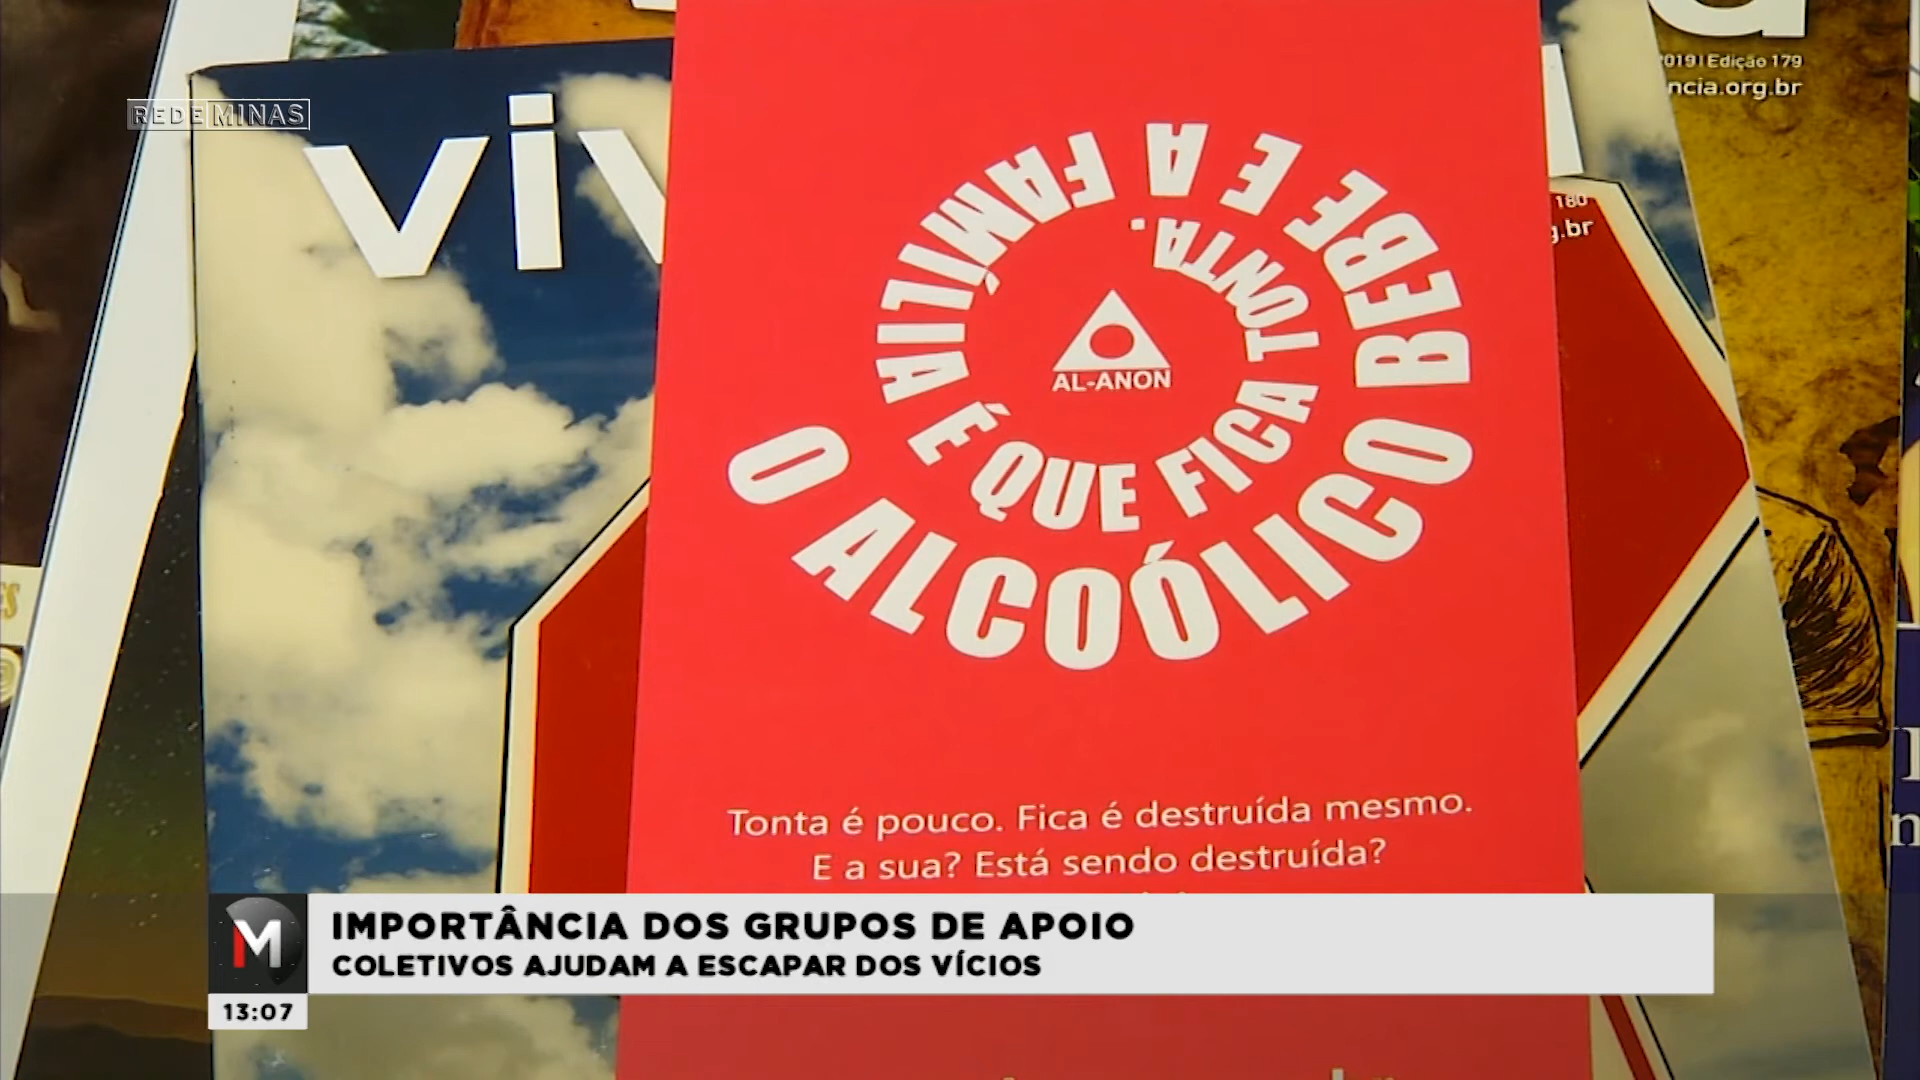 REDE MINAS
viv
2019 | Edição 179
ncia.org.br
180
g.br
O ALCOÓLICO BEBE E A FAMÍLIA É QUE FICA TONTA.
AL-ANON
Tonta é pouco. Fica é destruída mesmo.
E a sua? Está sendo destruída?
M
IMPORTÂNCIA DOS GRUPOS DE APOIO
COLETIVOS AJUDAM A ESCAPAR DOS VÍCIOS
13:07